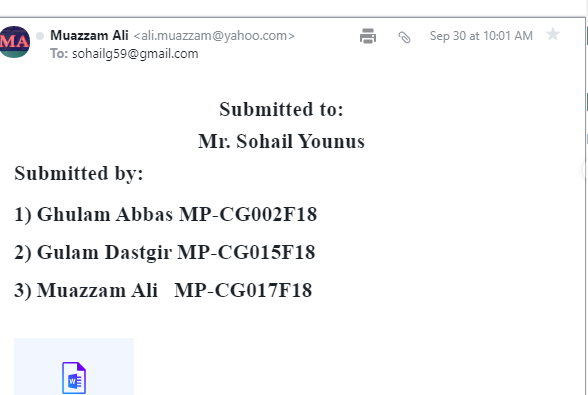 MA
Muazzam Ali <ali.muazzam@yahoo.com>
Sep 30 at 10:01 AM
To: sohailg59@gmail.com
Submitted to:
Mr. Sohail Younus
Submitted by:
1) Ghulam Abbas MP-CG002F18
2) Gulam Dastgir MP-CG015F18
3) Muazzam Ali MP-CG017F18
W